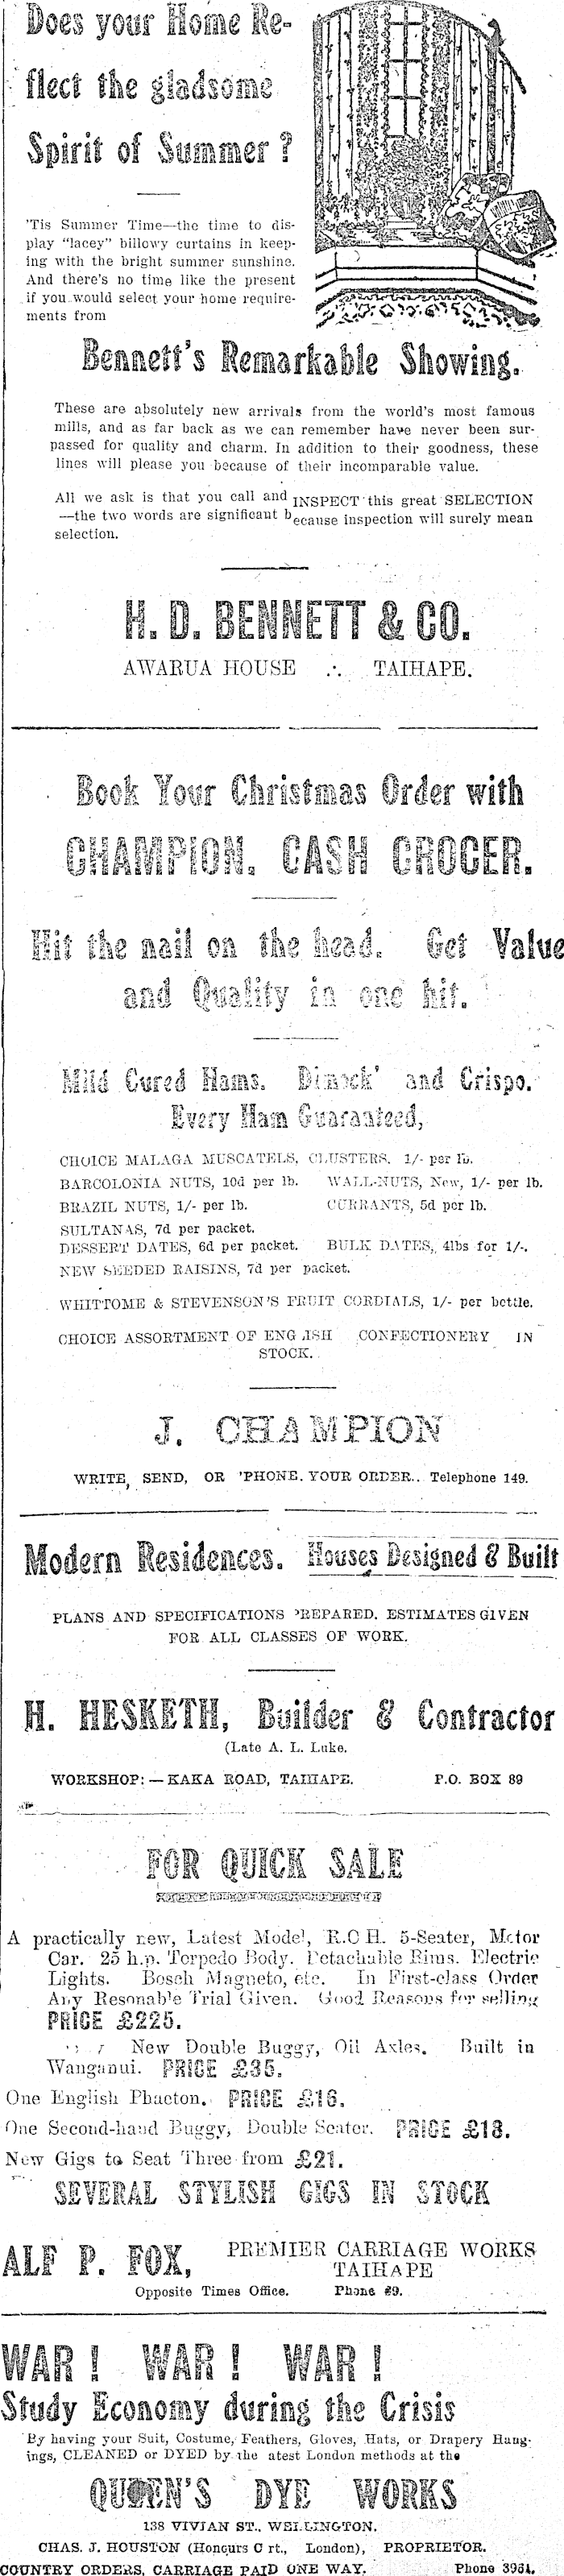 Does your Home Re-
flect the gladsome
Spirit of Summer ?
'Tis Summer Time—the time to dis-
play "lacey" billowy curtains in keep-
ing with the bright summer sunshine.
And there's no time like the present
if you would select your home require-
ments from
Bennett's Remarkable Showing.
These are absolutely new arrivals from the world's most famous
mills, and as far back as we can remember have never been sur-
passed for quality and charm. In addition to their goodness, these
lines will please you because of their incomparable value.
All we ask is that you call and INSPECT this great SELECTION
—the two words are significant because inspection will surely mean
selection.
H. D. BENNETT & CO.
AWARUA HOUSE ∴ TAIHAPE.
Book Your Christmas Order with
CHAMPION, CASH GROCER.
Hit the nail on the head. Get Value
and Quality in one hit.
Mild Cured Hams. Dimock' and Crispo.
Every Ham Guaranteed,
CHOICE MALAGA MUSCATELS, CLUSTERS, 1/- per lb.
BARCOLONIA NUTS, 10d per lb. WALL-NUTS, New, 1/- per lb.
BRAZIL NUTS, 1/- per lb. CURRANTS, 5d per lb.
SULTANAS, 7d per packet.
DESSERT DATES, 6d per packet. BULK DATES, 4lbs for 1/-.
NEW SEEDED RAISINS, 7d per packet.
WHITTOME & STEVENSON'S FRUIT CORDIALS, 1/- per bottle.
CHOICE ASSORTMENT OF ENG ISH CONFECTIONERY IN
STOCK.
J. CHAMPION
WRITE, SEND, OR 'PHONE. YOUR ORDER.. Telephone 149.
Modern Residences. Houses Designed & Built
PLANS AND SPECIFICATIONS PREPARED. ESTIMATES GIVEN
FOR ALL CLASSES OF WORK.
H. HESKETH, Builder & Contractor
(Late A. L. Luke.
WORKSHOP: — KAKA ROAD, TAIHAPE. P.O. BOX 89
FOR QUICK SALE
A practically new, Latest Model, R.C.H. 5-Seater, Motor
Car. 25 h.p. Torpedo Body. Detachable Rims. Electric
Lights. Bosch Magneto, etc. In First-class Order
Any Resonable Trial Given. Good Reasons for selling
PRICE £225.
New Double Buggy, Oil Axles. Built in
Wanganui. PRICE £35.
One English Phaeton. PRICE £16.
One Second-hand Buggy, Double Seater. PRICE £18.
New Gigs to Seat Three from £21.
SEVERAL STYLISH GIGS IN STOCK
ALF P. FOX, PREMIER CARRIAGE WORKS
TAIHAPE
Opposite Times Office. Phone 89.
WAR ! WAR ! WAR !
Study Economy during the Crisis
By having your Suit, Costume, Feathers, Gloves, Hats, or Drapery Hang-
ings, CLEANED or DYED by the atest London methods at the
QUEEN'S DYE WORKS
138 VIVIAN ST., WELLINGTON.
CHAS. J. HOUSTON (Honours C rt., London), PROPRIETOR.
COUNTRY ORDERS, CARRIAGE PAID ONE WAY. Phone 3961.